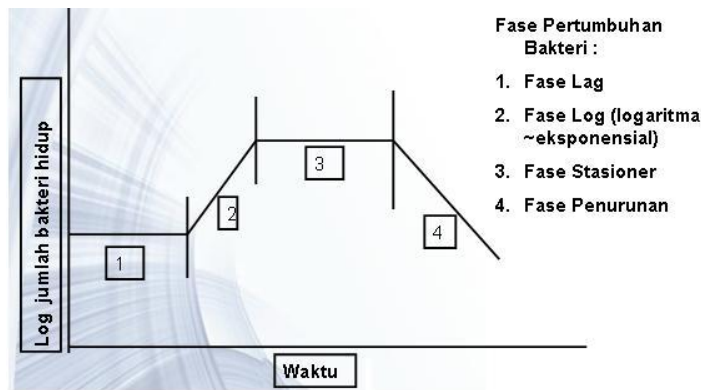 Fase Pertumbuhan
Bakteri :
1. Fase Lag
2. Fase Log (logaritma
~eksponensial)
3. Fase Stasioner
4. Fase Penurunan
Log jumlah bakteri hidup
1
2
3
4
Waktu